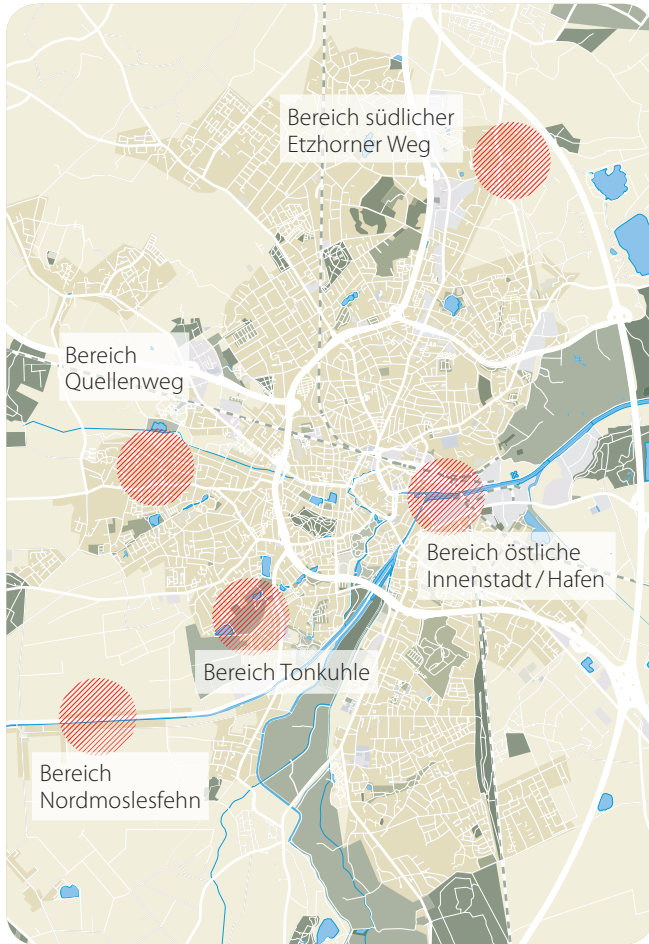 Bereich südlicher
Etzhorner Weg
Bereich
Quellenweg
Bereich östliche
Innenstadt / Hafen
Bereich Tonkuhle
Bereich
Nordmoslesfehn